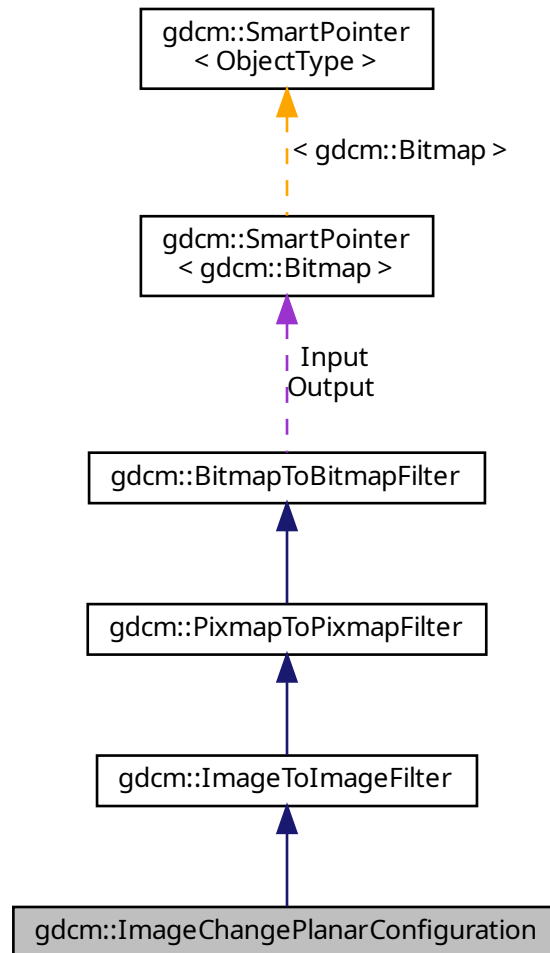 gdcm::SmartPointer
< ObjectType >
< gdcm::Bitmap >
gdcm::SmartPointer
< gdcm::Bitmap >
Input
Output
gdcm::BitmapToBitmapFilter
gdcm::PixmapToPixmapFilter
gdcm::ImageToImageFilter
gdcm::ImageChangePlanarConfiguration